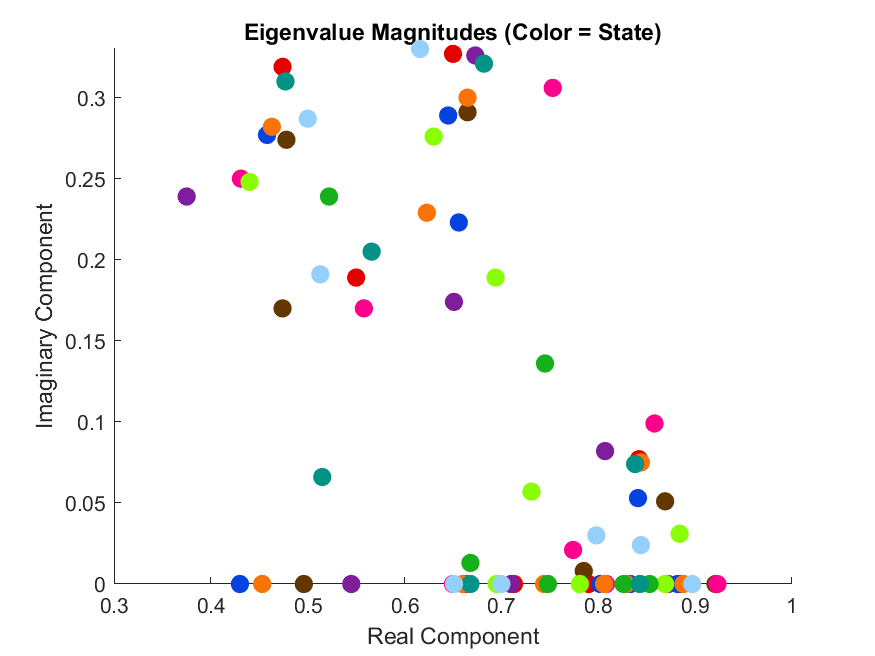 Eigenvalue Magnitudes (Color = State)
0.3
0.25
0.2
0.15
0.1
0.05
0
0.3 0.4 0.5 0.6 0.7 0.8 0.9 1
Imaginary Component
Real Component